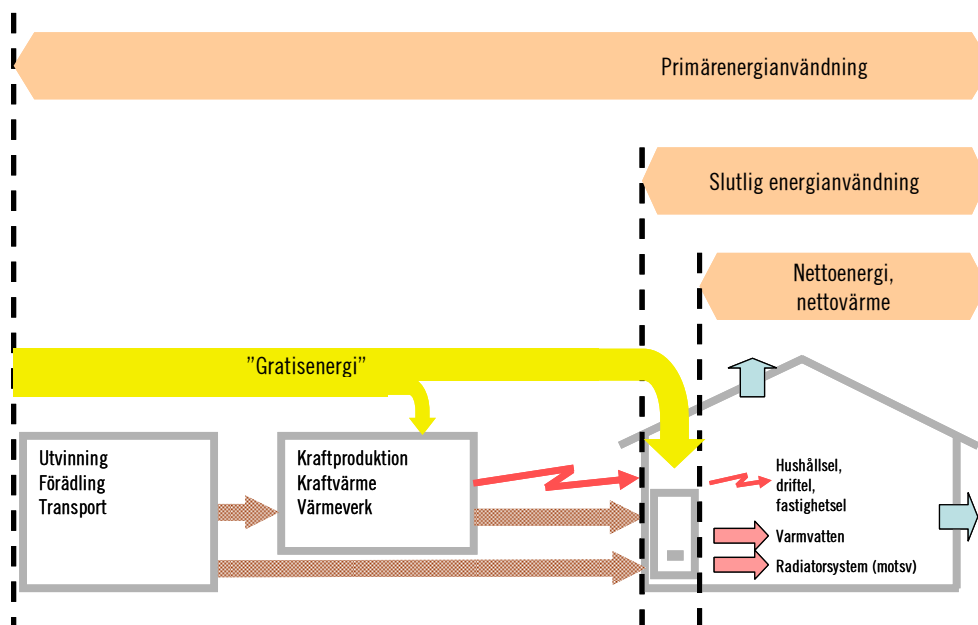 Primärenergianvändning
Slutlig energianvändning
Nettoenergi,
nettovärme
”Gratisenergi”
Utvinning
Förädling
Transport
Kraftproduktion
Kraftvärme
Värmeverk
Hushållsel,
driftel,
fastighetsel
Varmvatten
Radiatorsystem (motsv)